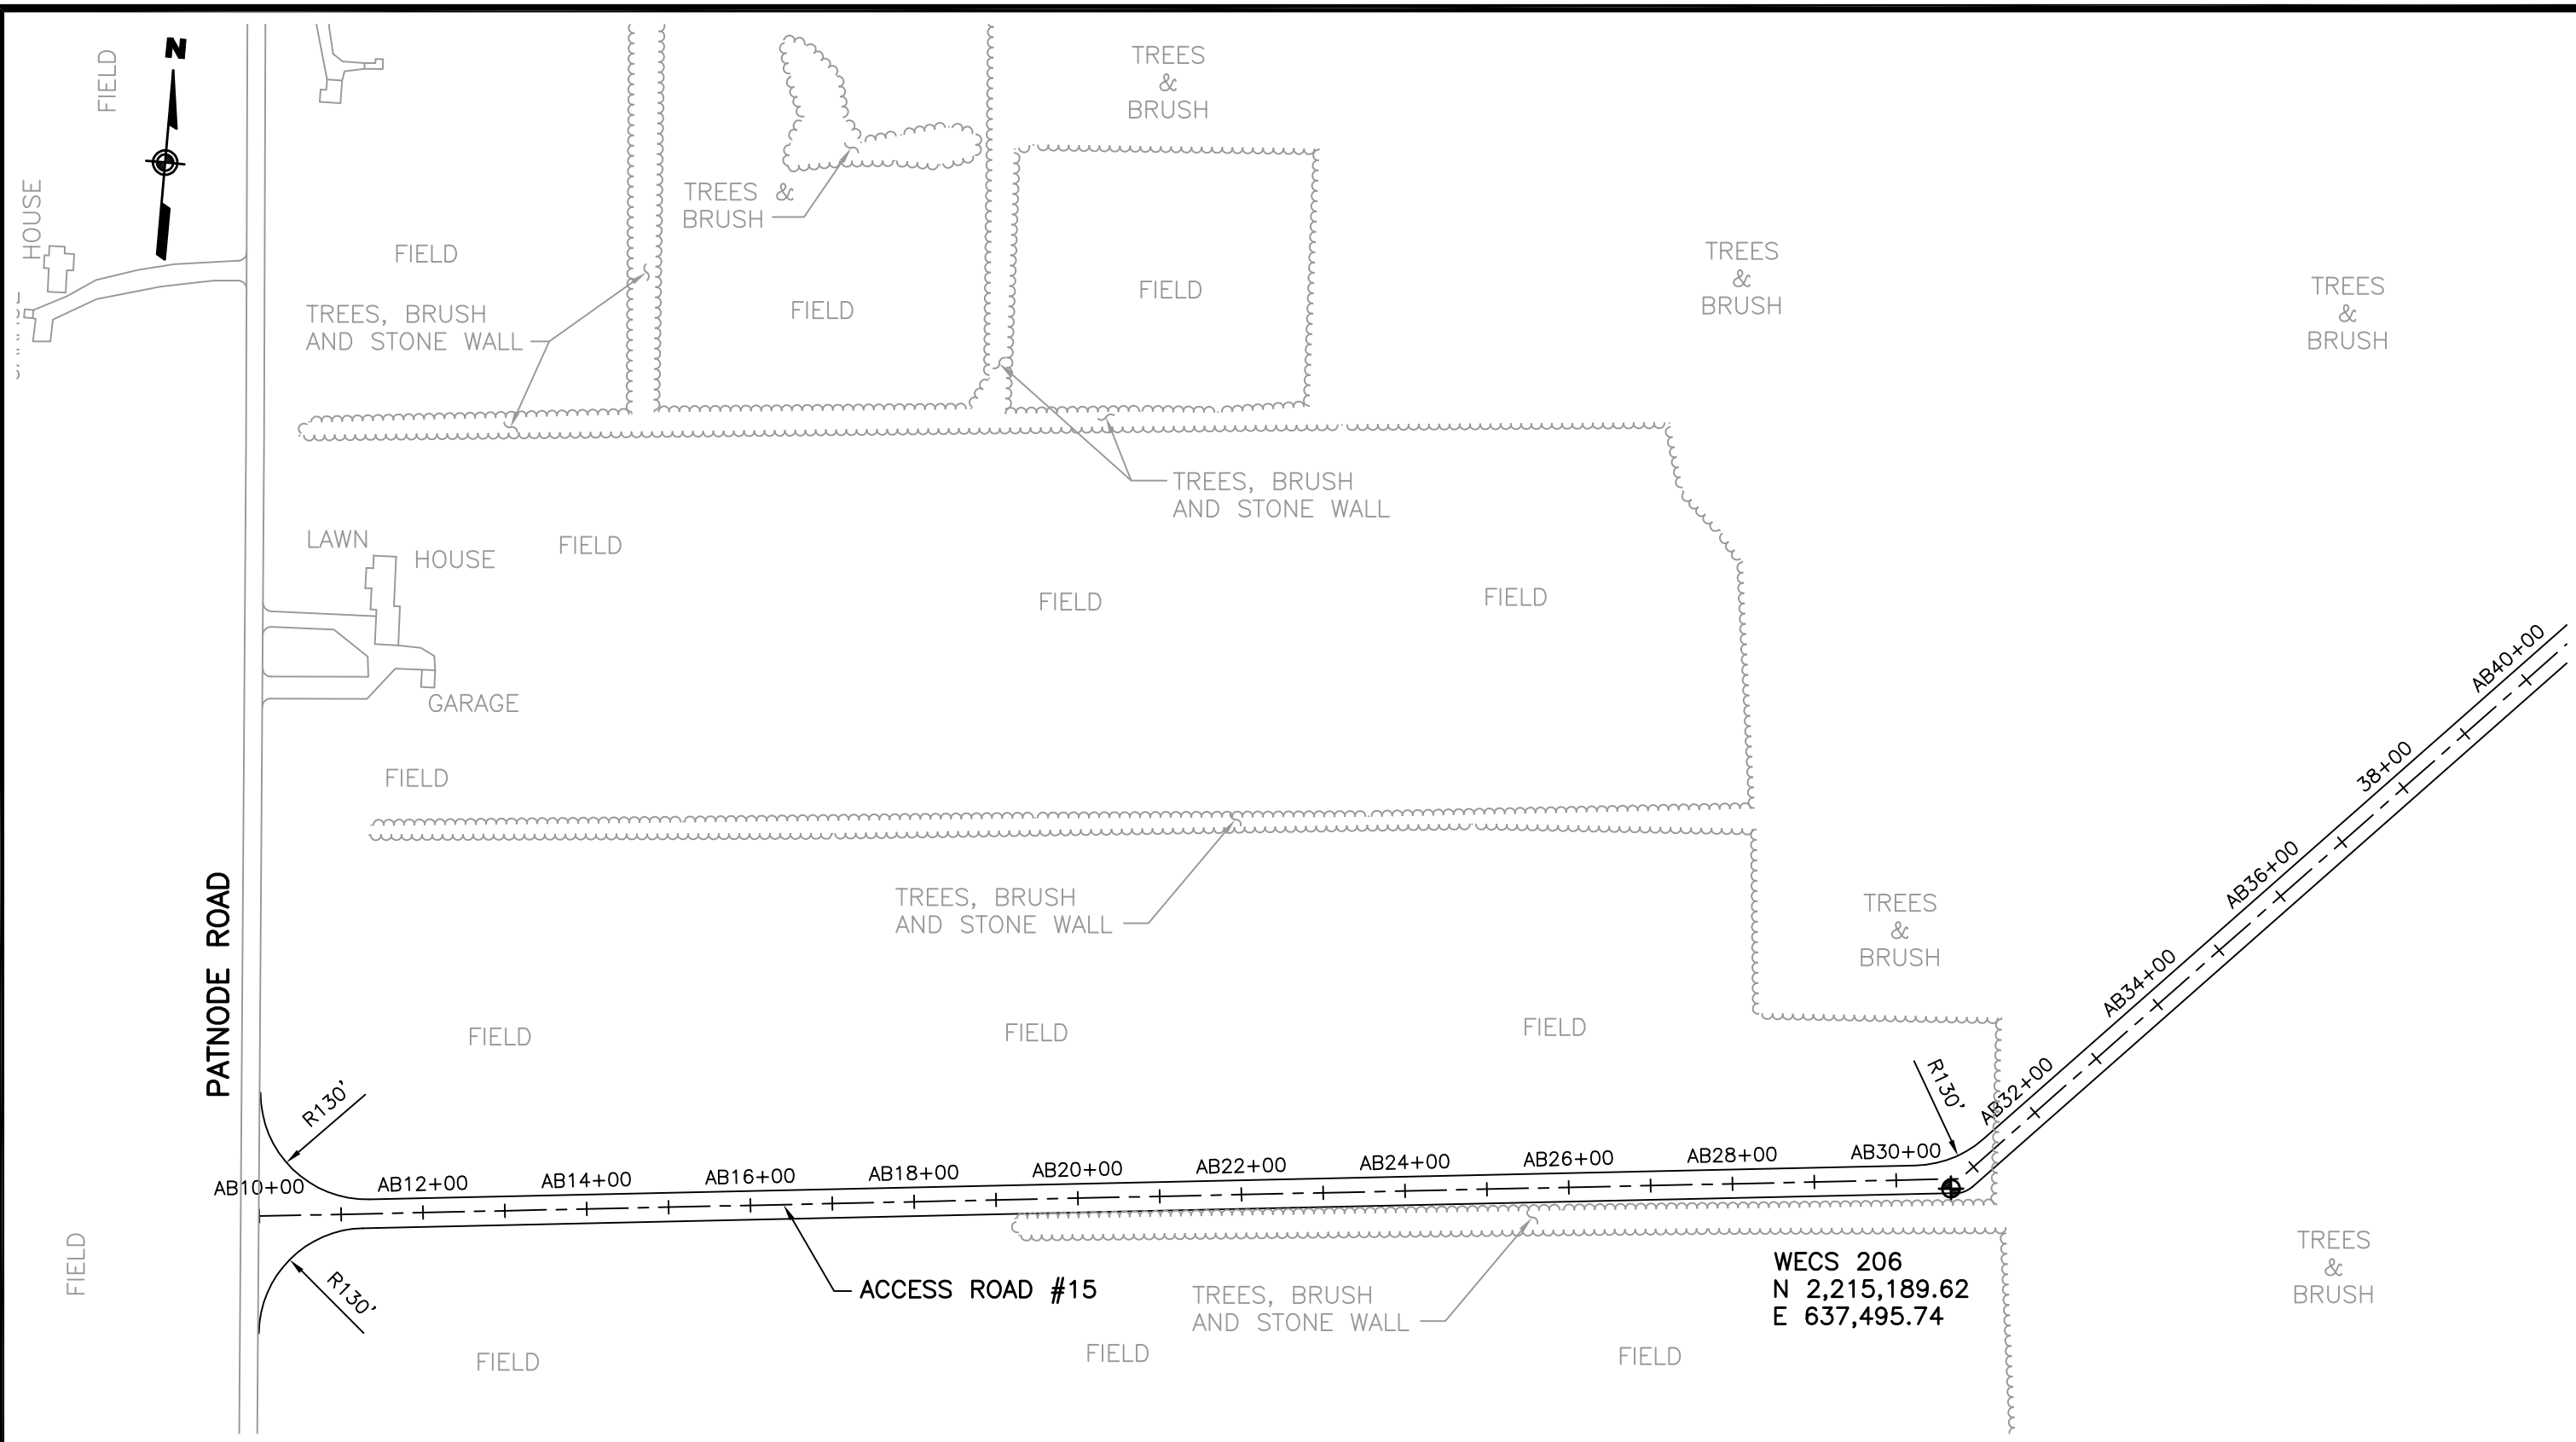 N
FIELD
TREES
&
BRUSH
HOUSE
TREES &
BRUSH
FIELD
TREES
&
BRUSH
FIELD
TREES
&
BRUSH
FIELD
TREES, BRUSH
AND STONE WALL
TREES, BRUSH
AND STONE WALL
LAWN
HOUSE
FIELD
FIELD
FIELD
GARAGE
FIELD
AB40+00
38+00
AB36+00
AB34+00
AB32+00
PATNODE ROAD
TREES, BRUSH
AND STONE WALL
TREES
&
BRUSH
FIELD
FIELD
FIELD
R130'
R130'
AB10+00
AB12+00
AB14+00
AB16+00
AB18+00
AB20+00
AB22+00
AB24+00
AB26+00
AB28+00
AB30+00
FIELD
R130'
ACCESS ROAD #15
TREES, BRUSH
AND STONE WALL
WECS 206
N 2,215,189.62
E 637,495.74
TREES
&
BRUSH
FIELD
FIELD
FIELD